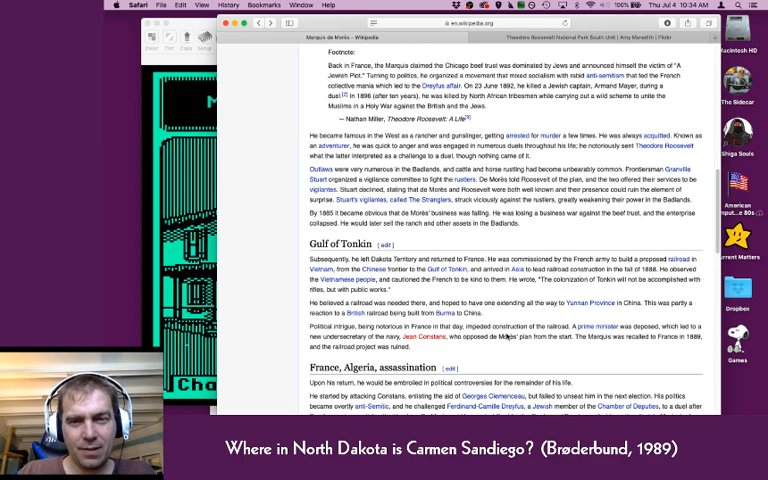 Safari File Edit View History Bookmarks Window Help 100% Thu Jul 4 10:34 AM
en.wikipedia.org
Marquis de Morès - Wikipedia
Theodore Roosevelt National Park South Unit | Amy Meredith | Flickr
Color Tint Copy Setup
Footnote:
Back in France, the Marquis claimed the Chicago beef trust was dominated by Jews and announced himself the victim of "A
Jewish Plot." Turning to politics, he organized a movement that mixed socialism with rabid anti-semitism that fed the French
collective mania which led to the Dreyfus affair. On 23 June 1892, he killed a Jewish captain, Armand Mayer, during a
duel.[2] In 1896 (after ten years), he was killed by North African tribesmen while carrying out a wild scheme to unite the
Muslims in a Holy War against the British and the Jews.
— Nathan Miller, Theodore Roosevelt: A Life[3]
He became famous in the West as a rancher and gunslinger, getting arrested for murder a few times. He was always acquitted. Known as
an adventurer, he was quick to anger and was engaged in numerous duels throughout his life; he notoriously sent Theodore Roosevelt
what the latter interpreted as a challenge to a duel, though nothing came of it.
Outlaws were very numerous in the Badlands, and cattle and horse rustling had become unbearably common. Frontiersman Granville
Stuart organized a vigilance committee to fight the rustlers. De Morès told Roosevelt of the plan, and the two offered their services to be
vigilantes. Stuart declined, stating that de Morès and Roosevelt were both well known and their presence could ruin the element of
surprise. Stuart's vigilantes, called The Stranglers, struck viciously against the rustlers, greatly weakening their power in the Badlands.
By 1885 it became obvious that de Morès' business was failing. He was losing a business war against the beef trust, and the enterprise
collapsed. He would later sell the ranch and other assets in the Badlands.
Gulf of Tonkin [ edit ]
Subsequently, he left Dakota Territory and returned to France. He was commissioned by the French army to build a proposed railroad in
Vietnam, from the Chinese frontier to the Gulf of Tonkin, and arrived in Asia to lead railroad construction in the fall of 1888. He observed
the Vietnamese people, and cautioned the French to be kind to them. He wrote, "The colonization of Tonkin will not be accomplished with
rifles, but with public works."
He believed a railroad was needed there, and hoped to have one extending all the way to Yunnan Province in China. This was partly a
reaction to a British railroad being built from Burma to China.
Political intrigue, being notorious in France in that day, impeded construction of the railroad. A prime minister was deposed, which led to a
new undersecretary of the navy, Jean Constans, who opposed de Morès' plan from the start. The Marquis was recalled to France in 1889,
and the railroad project was ruined.
France, Algeria, assassination [ edit ]
Upon his return, he would be embroiled in political controversies for the remainder of his life.
He started by attacking Constans, enlisting the aid of Georges Clemenceau, but failed to unseat him in the next election. His politics
became overtly anti-Semitic, and he challenged Ferdinand-Camille Dreyfus, a Jewish member of the Chamber of Deputies, to a duel after
Macintosh HD
The Sidecar
Shiga Souls
American
80s
Current Matters
Dropbox
Games
Cha
Where in North Dakota is Carmen Sandiego? (Brøderbund, 1989)